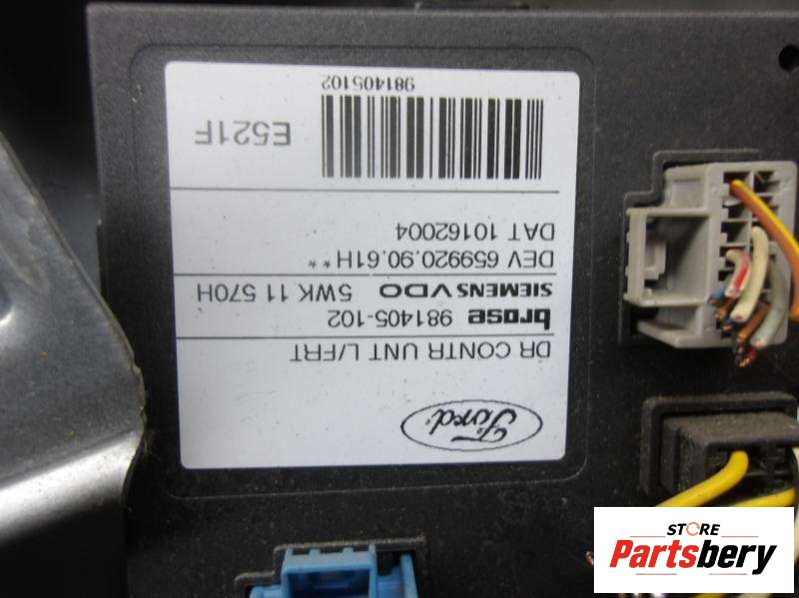 Ford
DR CONTR UNT L/FRT
brose 981405-102
SIEMENS VDO 5WK 11 570H
DEV 659920.90.61H**
DAT 10162004
E521F
981405102
STORE
Partsbery